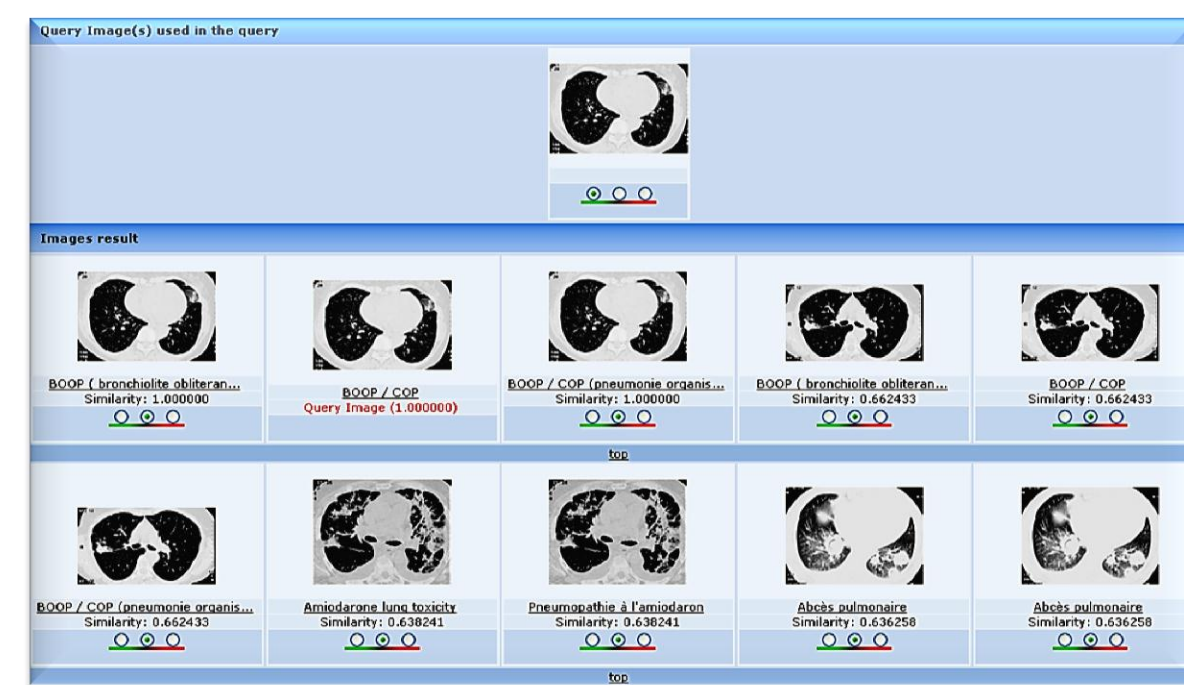 Query Image(s) used in the query
Images result
BOOP ( bronchiolite obliteran...
Similarity: 1.000000
BOOP / COP
Query Image (1.000000)
BOOP / COP (pneumonie organis...
Similarity: 1.000000
BOOP ( bronchiolite obliteran...
Similarity: 0.662433
BOOP / COP
Similarity: 0.662433
top
BOOP / COP (pneumonie organis...
Similarity: 0.662433
Amiodarone lung toxicity
Similarity: 0.638241
Pneumopathie à l'amiodaron
Similarity: 0.638241
Abcès pulmonaire
Similarity: 0.636258
Abcès pulmonaire
Similarity: 0.636258
top